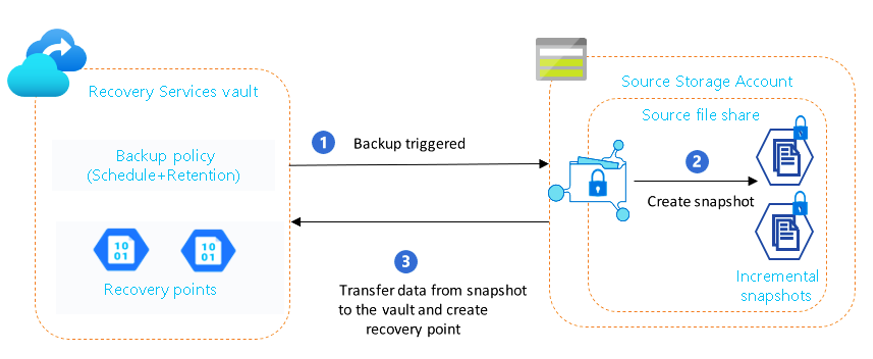 Recovery Services vault
Backup policy
(Schedule+Retention)
10
01
10
01
Recovery points
1
Backup triggered
3
Transfer data from snapshot
to the vault and create
recovery point
Source Storage Account
Source file share
2
Create snapshot
Incremental
snapshots